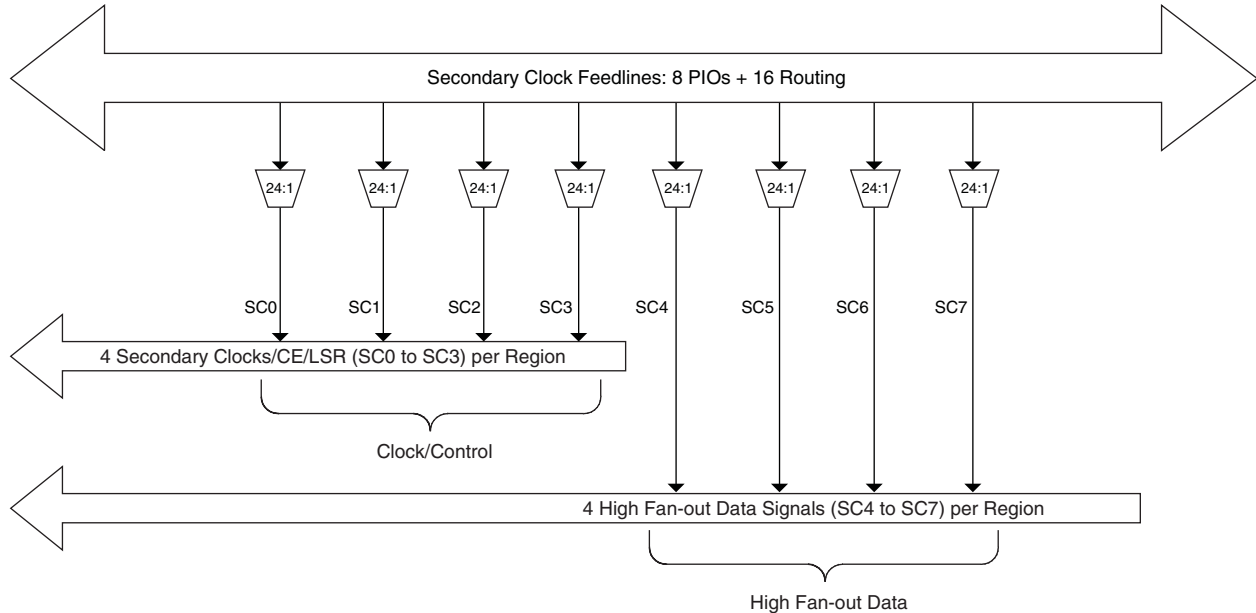 Secondary Clock Feedlines: 8 PIOs + 16 Routing
24:1
24:1
24:1
24:1
24:1
24:1
24:1
24:1
SC0
SC1
SC2
SC3
SC4
SC5
SC6
SC7
4 Secondary Clocks/CE/LSR (SC0 to SC3) per Region
Clock/Control
4 High Fan-out Data Signals (SC4 to SC7) per Region
High Fan-out Data